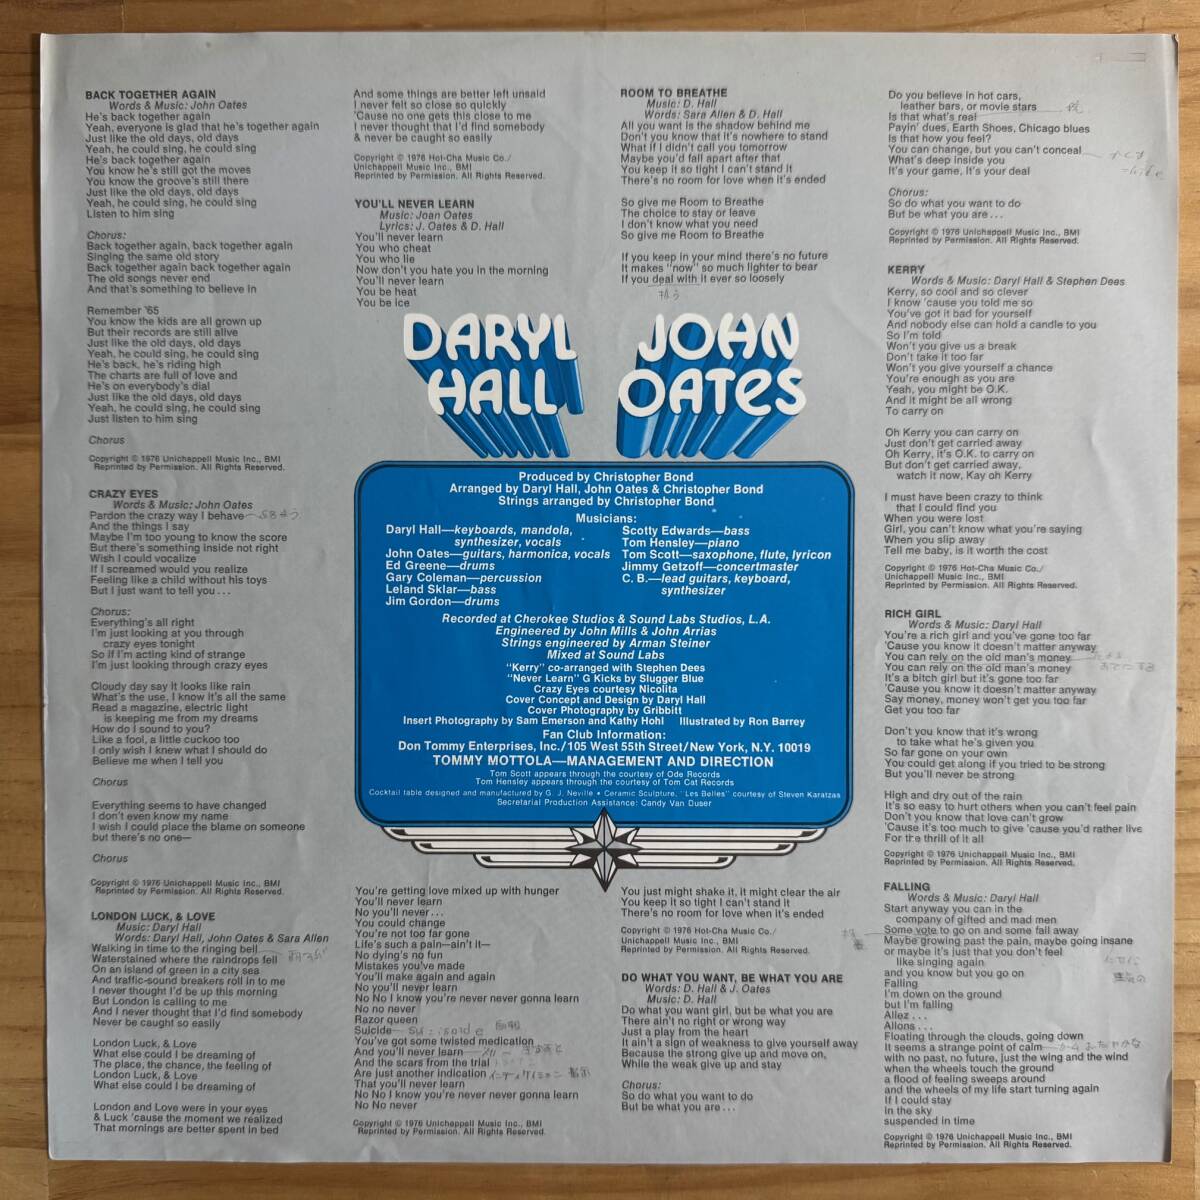 BACK TOGETHER AGAIN
Words & Music: John Oates
He's back together again
Yeah, everyone is glad that he's together again
Just like the old days, old days
Yeah, he could sing, he could sing
He's back together again
You know he's still got the moves
You know the groove's still there
Just like the old days, old days
Yeah, he could sing, he could sing
Listen to him sing
Chorus:
Back together again, back together again
Singing the same old story
Back together again back together again
The old songs never end
And that's something to believe in
Remember '65
You know the kids are all grown up
But their records are still alive
Just like the old days, old days
Yeah, he could sing, he could sing
He's back, he's riding high
The charts are full of love and
He's on everybody's dial
Just like the old days, old days
Yeah, he could sing, he could sing
Just listen to him sing
Chorus
Copyright © 1976 Unichappell Music Inc., BMI
Reprinted by Permission. All Rights Reserved.
CRAZY EYES
Words & Music: John Oates
Pardon the crazy way I behave
And the things I say
Maybe I'm too young to know the score
But there's something inside not right
Wish I could vocalize
If I screamed would you realize
Feeling like a child without his toys
But I just want to tell you...
Chorus:
Everything's all right
I'm just looking at you through
crazy eyes tonight
So if I'm acting kind of strange
I'm just looking through crazy eyes
Cloudy day say it looks like rain
What's the use, I know it's all the same
Read a magazine, electric light
is keeping me from my dreams
How do I sound to you?
Like a fool, a little cuckoo too
I only wish I knew what I should do
Believe me when I tell you
Chorus
Everything seems to have changed
I don't even know my name
I wish I could place the blame on someone
but there's no one—
Chorus
Copyright © 1976 Unichappell Music Inc., BMI
Reprinted by Permission. All Rights Reserved.
LONDON LUCK, & LOVE
Music: Daryl Hall
Words: Daryl Hall, John Oates & Sara Allen
Walking in time to the ringing bell
Waterstained where the raindrops fell
On an island of green in a city sea
And traffic-sound breakers roll in to me
I never thought I'd be up this morning
But London is calling to me
And I never thought that I'd find somebody
Never be caught so easily
London Luck, & Love
What else could I be dreaming of
The place, the chance, the feeling of
London Luck, & Love
What else could I be dreaming of
London and Love were in your eyes
& Luck 'cause the moment we realized
That mornings are better spent in bed
And some things are better left unsaid
I never felt so close so quickly
'Cause no one gets this close to me
I never thought that I'd find somebody
& never be caught so easily
Copyright © 1976 Hot-Cha Music Co./
Unichappell Music Inc., BMI
Reprinted by Permission. All Rights Reserved.
YOU'LL NEVER LEARN
Music: Joan Oates
Lyrics: J. Oates & D. Hall
You'll never learn
You who cheat
You who lie
Now don't you hate you in the morning
You'll never learn
You be heat
You be ice
You're getting love mixed up with hunger
You'll never learn
No you'll never...
You could change
You're not too far gone
Life's such a pain—ain't it—
No dying's no fun
Mistakes you've made
You'll make again and again
No you'll never learn
No No I know you're never never gonna learn
No no never
Razor queen
Suicide
You've got some twisted medication
And you'll never learn
And the scars from the trial
Are just another indication
That you'll never learn
No No I know you're never never gonna learn
No No never
Copyright © 1976 Unichappell Music Inc., BMI
Reprinted by Permission. All Rights Reserved.
ROOM TO BREATHE
Music: D. Hall
Words: Sara Allen & D. Hall
All you want is the shadow behind me
Don't you know that it's nowhere to stand
What if I didn't call you tomorrow
Maybe you'd fall apart after that
You keep it so tight I can't stand it
There's no room for love when it's ended
So give me Room to Breathe
The choice to stay or leave
I don't know what you need
So give me Room to Breathe
If you keep in your mind there's no future
It makes "now" so much lighter to bear
If you deal with it ever so loosely
扱う
You just might shake it, it might clear the air
You keep it so tight I can't stand it
There's no room for love when it's ended
Copyright © 1976 Hot-Cha Music Co./
Unichappell Music Inc., BMI
Reprinted by Permission. All Rights Reserved.
DO WHAT YOU WANT, BE WHAT YOU ARE
Words: D. Hall & J. Oates
Music: D. Hall
Do what you want girl, but be what you are
There ain't no right or wrong way
Just a play from the heart
It ain't a sign of weakness to give yourself away
Because the strong give up and move on,
While the weak give up and stay
Chorus:
So do what you want to do
But be what you are...
Do you believe in hot cars,
leather bars, or movie stars
Is that what's real
Payin' dues, Earth Shoes, Chicago blues
Is that how you feel?
You can change, but you can't conceal
What's deep inside you
It's your game, It's your deal
Chorus:
So do what you want to do
But be what you are...
Copyright © 1976 Unichappell Music Inc., BMI
Reprinted by Permission. All Rights Reserved.
KERRY
Words & Music: Daryl Hall & Stephen Dees
Kerry, so cool and so clever
I know 'cause you told me so
You've got it bad for yourself
And nobody else can hold a candle to you
So I'm told
Won't you give us a break
Don't take it too far
Won't you give yourself a chance
You're enough as you are
Yeah, you might be O.K.
And it might be all wrong
To carry on
Oh Kerry you can carry on
Just don't get carried away
Oh Kerry, it's O.K. to carry on
But don't get carried away,
watch it now, Kay oh Kerry
I must have been crazy to think
that I could find you
When you were lost
Girl, you can't know what you're saying
When you slip away
Tell me baby, is it worth the cost
Copyright © 1976 Hot-Cha Music Co./
Unichappell Music Inc., BMI
Reprinted by Permission. All Rights Reserved.
RICH GIRL
Words & Music: Daryl Hall
You're a rich girl and you've gone too far
'Cause you know it doesn't matter anyway
You can rely on the old man's money
You can rely on the old man's money
It's a bitch girl but it's gone too far
'Cause you know it doesn't matter anyway
Say money, money won't get you too far
Get you too far
Don't you know that it's wrong
to take what he's given you
So far gone on your own
You could get along if you tried to be strong
But you'll never be strong
High and dry out of the rain
It's so easy to hurt others when you can't feel pain
Don't you know that love can't grow
'Cause it's too much to give 'cause you'd rather live
For the thrill of it all
Copyright © 1976 Unichappell Music Inc., BMI
Reprinted by Permission. All Rights Reserved.
FALLING
Words & Music: Daryl Hall
Start anyway you can in the
company of gifted and mad men
Some vote to go on and some fall away
Maybe growing past the pain, maybe going insane
or maybe it's just that you don't feel
like singing again
and you know but you go on
Falling
I'm down on the ground
but I'm falling
Allez...
Allons...
Floating through the clouds, going down
It seems a strange point of calm
with no past, no future, just the wing and the wind
when the wheels touch the ground
a flood of feeling sweeps around
and the wheels of my life start turning again
If I could stay
in the sky
suspended in time
Copyright © 1976 Unichappell Music Inc., BMI
Reprinted by Permission. All Rights Reserved.
DARYL HALL
JOHN OATES
Produced by Christopher Bond
Arranged by Daryl Hall, John Oates & Christopher Bond
Strings arranged by Christopher Bond
Musicians:
Daryl Hall—keyboards, mandola,
synthesizer, vocals
John Oates—guitars, harmonica, vocals
Ed Greene—drums
Gary Coleman—percussion
Leland Sklar—bass
Jim Gordon—drums
Scotty Edwards—bass
Tom Hensley—piano
Tom Scott—saxophone, flute, lyricon
Jimmy Getzoff—concertmaster
C. B.—lead guitars, keyboard,
synthesizer
Recorded at Cherokee Studios & Sound Labs Studios, L.A.
Engineered by John Mills & John Arrias
Strings engineered by Arman Steiner
Mixed at Sound Labs
"Kerry" co-arranged with Stephen Dees
"Never Learn" G Kicks by Slugger Blue
Crazy Eyes courtesy Nicolita
Cover Concept and Design by Daryl Hall
Cover Photography by Gribbitt
Insert Photography by Sam Emerson and Kathy Hohl Illustrated by Ron Barrey
Fan Club Information:
Don Tommy Enterprises, Inc./105 West 55th Street/New York, N.Y. 10019
TOMMY MOTTOLA—MANAGEMENT AND DIRECTION
Tom Scott appears through the courtesy of Ode Records
Tom Hensley appears through the courtesy of Tom Cat Records
Cocktail table designed and manufactured by G. J. Neville • Ceramic Sculpture, "Les Belles" courtesy of Steven Karatzas
Secretarial Production Assistance: Candy Van Duser